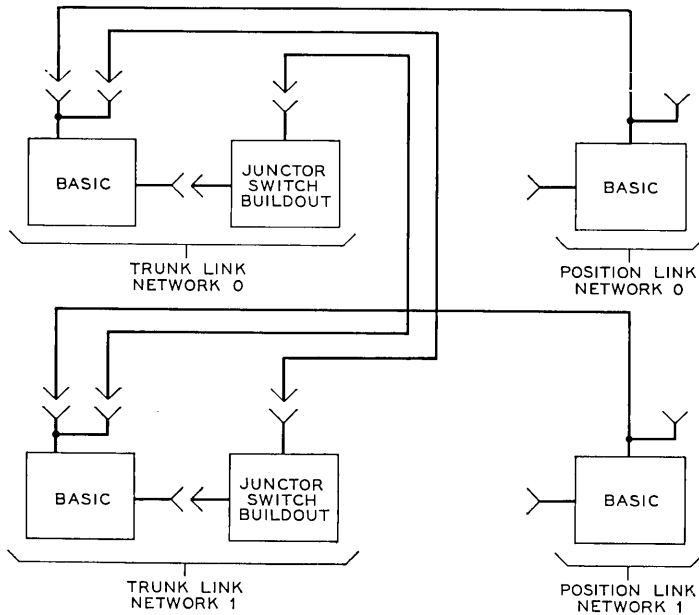 BASIC
JUNCTOR
SWITCH
BUILDOUT
BASIC
TRUNK LINK
NETWORK 0
POSITION LINK
NETWORK 0
BASIC
JUNCTOR
SWITCH
BUILDOUT
BASIC
TRUNK LINK
NETWORK 1
POSITION LINK
NETWORK 1